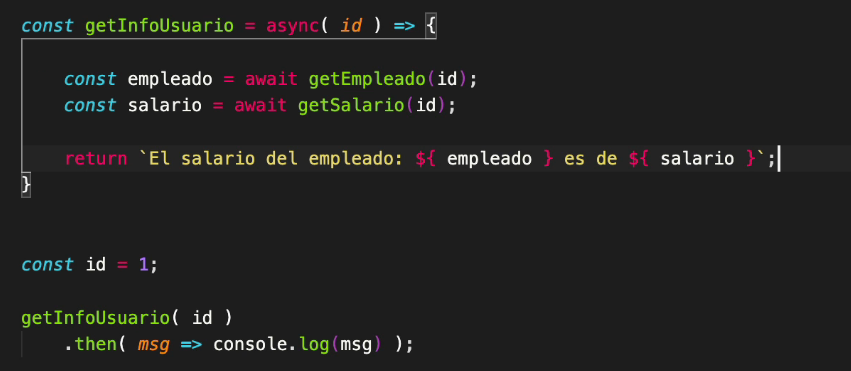 const getInfoUsuario = async( id ) => {
const empleado = await getEmpleado(id);
const salario = await getSalario(id);
return `El salario del empleado: ${ empleado } es de ${ salario }`;
}
const id = 1;
getInfoUsuario( id )
.then( msg => console.log(msg) );